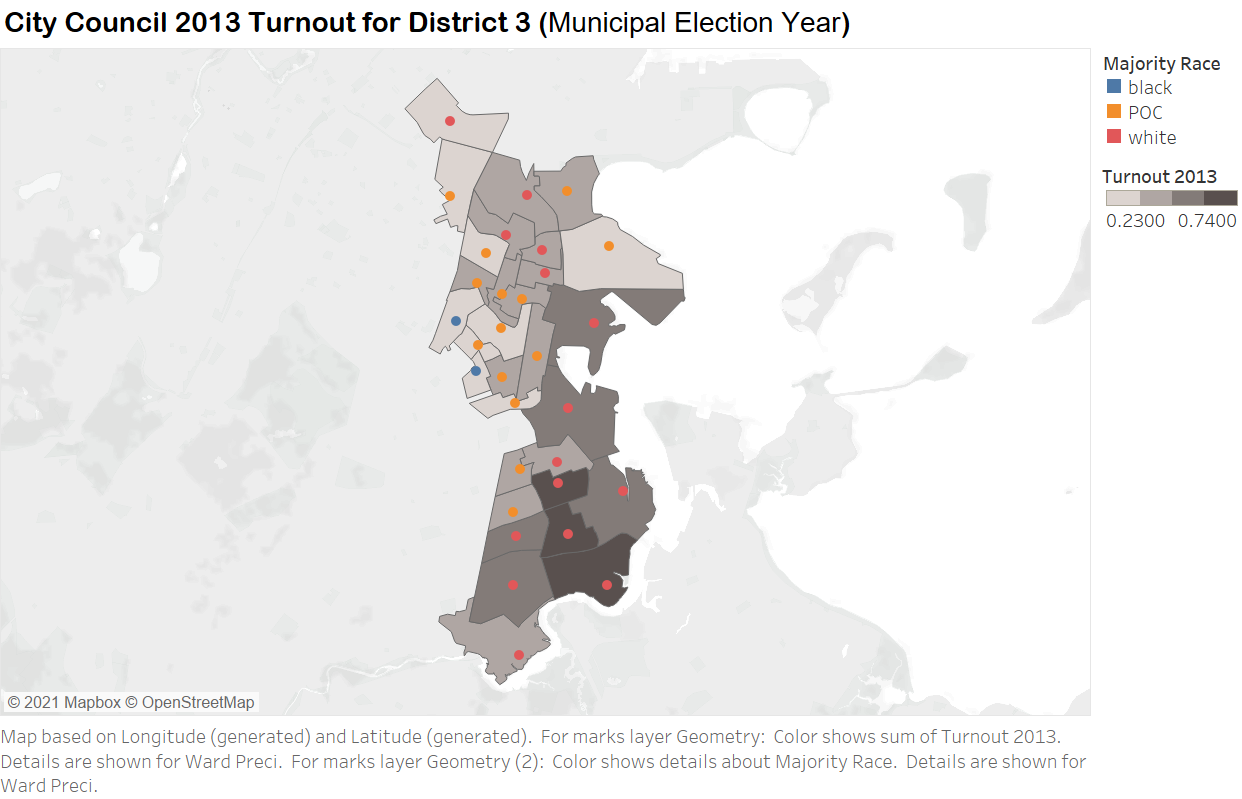 City Council 2013 Turnout for District 3 (Municipal Election Year)
Majority Race
black
POC
white
Turnout 2013
0.2300 0.7400
© 2021 Mapbox © OpenStreetMap
Map based on Longitude (generated) and Latitude (generated).  For marks layer Geometry:  Color shows sum of Turnout 2013.
Details are shown for Ward Preci.  For marks layer Geometry (2):  Color shows details about Majority Race.  Details are shown for
Ward Preci.